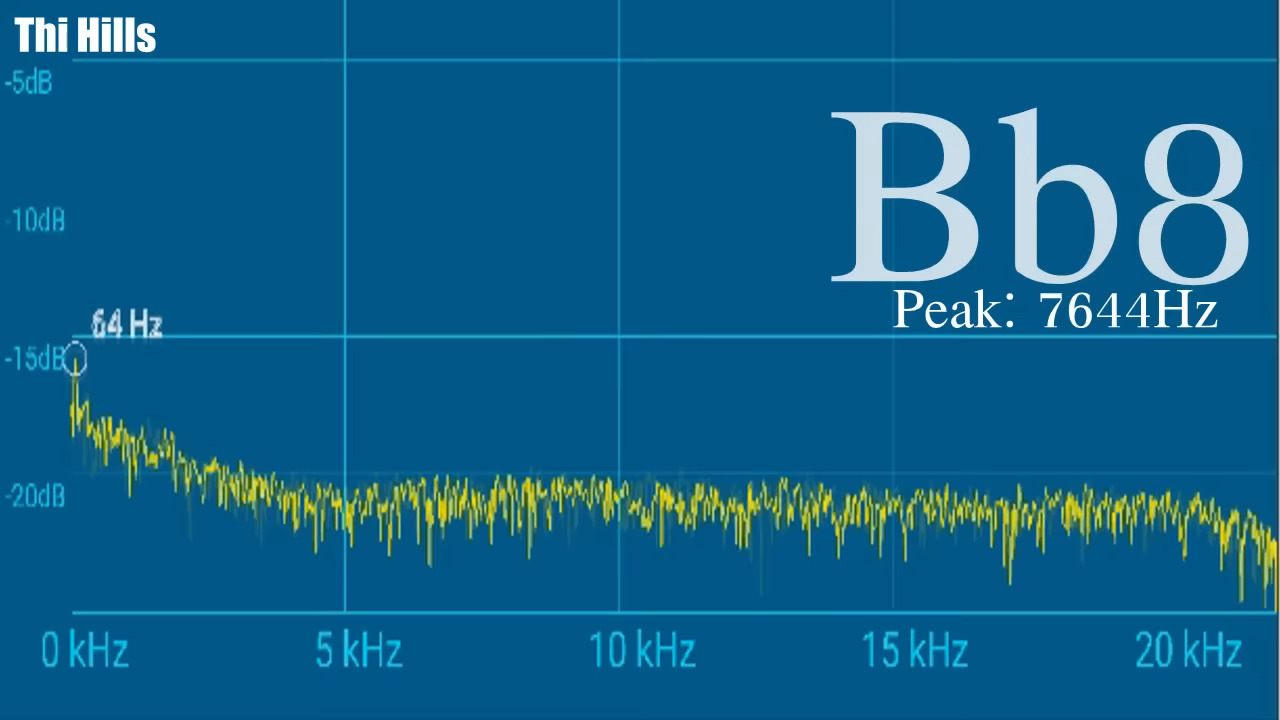 Thi Hills
-5dB
Bb8
-10dB
Peak: 7644Hz
64 Hz
-15dB
-20dB
0 kHz 5 kHz 10 kHz 15 kHz 20 kHz